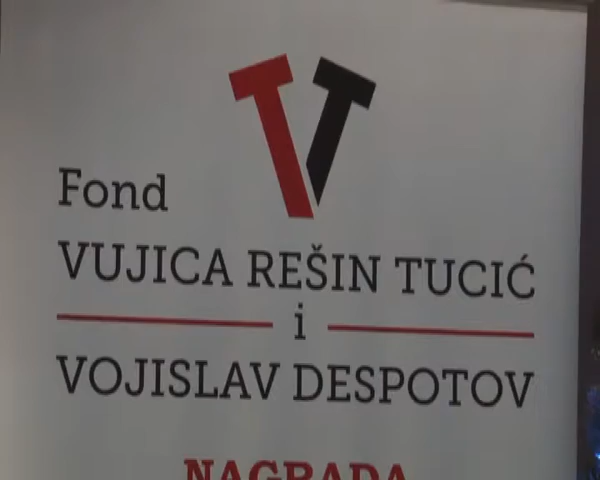 Fond
VUJICA REŠIN TUCIĆ
i
VOJISLAV DESPOTOV
NAGRADA